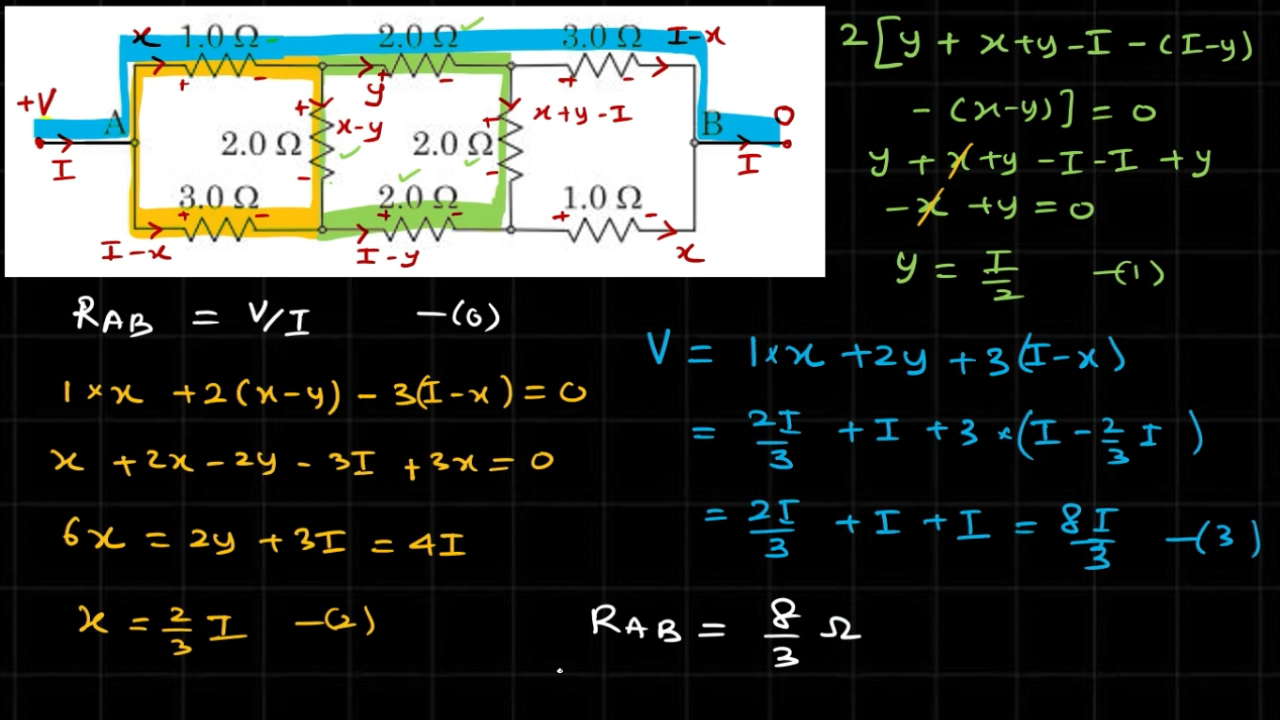 x 1.0 Ω 2.0 Ω 3.0 Ω I-x
+ - + - + -
+V A y + x-y + x+y-I B 0
I 2.0 Ω 2.0 Ω I
- -
3.0 Ω 2.0 Ω 1.0 Ω
+ - + - + -
I-x I-y x
2[y + x+y-I-(I-y)
-(x-y)] = 0
y + x+y-I-I+y
-x+y=0
y = I/2 -(1)
R_AB = V/I -(0)
1×x+2(x-y)-3(I-x)=0
x+2x-2y-3I+3x=0
6x=2y+3I=4I
x=2/3 I -(2)
V = 1×x+2y+3(I-x)
= 2I/3+I+3×(I-2/3 I)
= 2I/3+I+I = 8I/3 -(3)
R_AB = 8/3 Ω